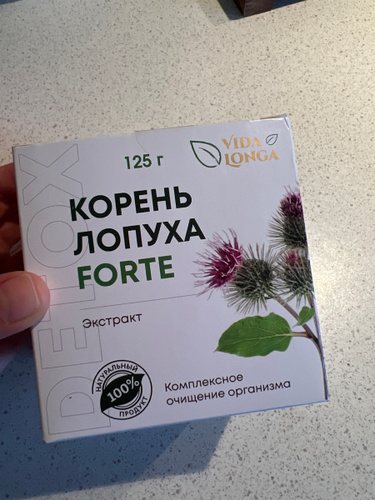 125 г
VIDA
LONGA
КОРЕНЬ
ЛОПУХА
FORTE
Экстракт
DETOX
НАТУРАЛЬНЫЙ
100%
ПРОДУКТ
Комплексное
очищение организма